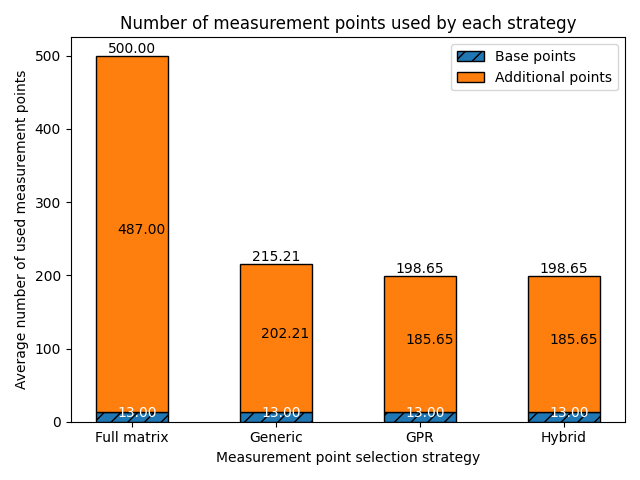 Number of measurement points used by each strategy
Average number of used measurement points
500
400
300
200
100
0
Base points
Additional points
500.00
487.00
13.00
215.21
202.21
13.00
198.65
185.65
13.00
198.65
185.65
13.00
Full matrix
Generic
GPR
Hybrid
Measurement point selection strategy